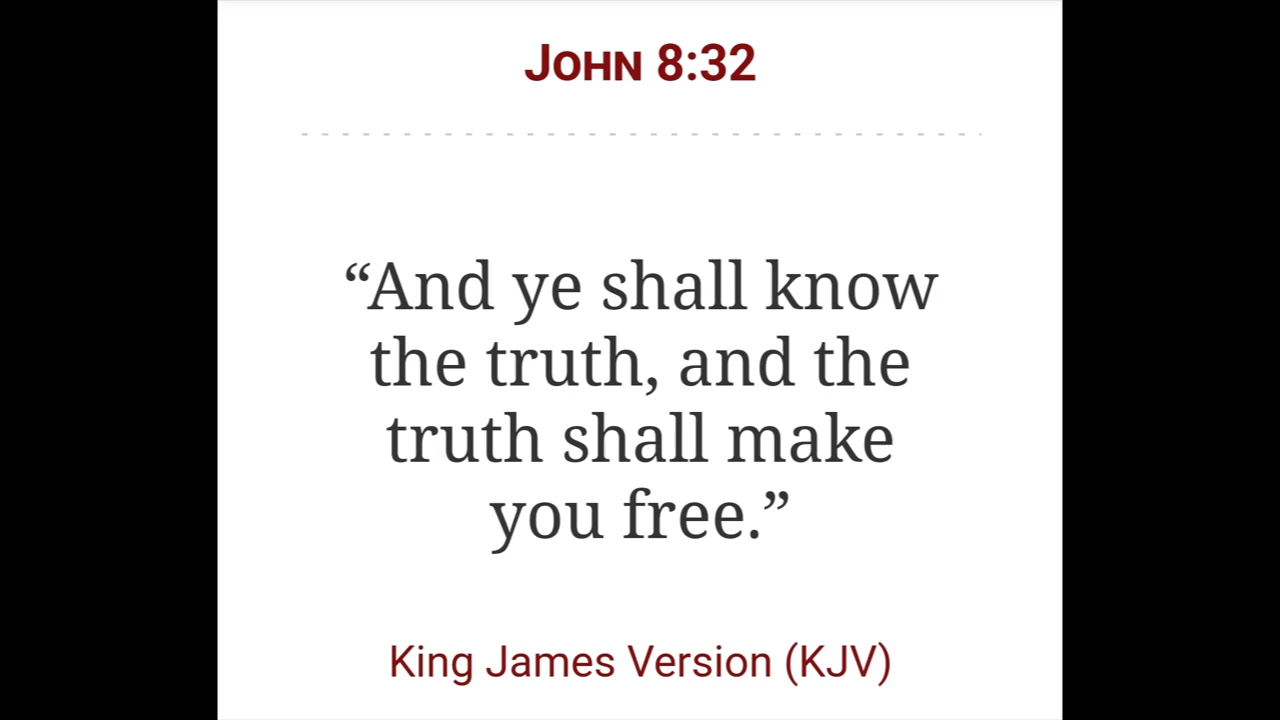 John 8:32
“And ye shall know
the truth, and the
truth shall make
you free.”
King James Version (KJV)